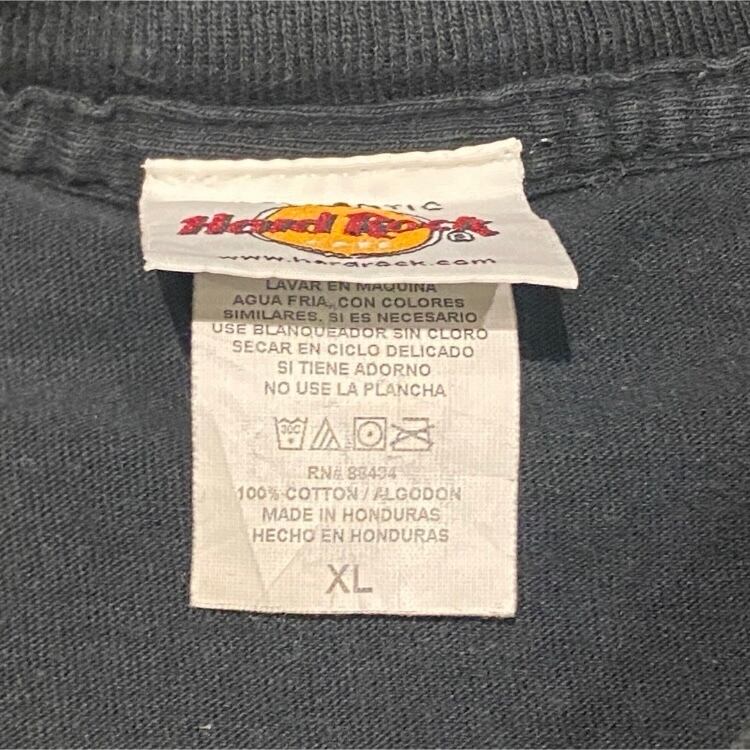 Hard Rock
®
www.hardrock.com
LAVAR EN MAQUINA
AGUA FRIA, CON COLORES
SIMILARES. SI ES NECESARIO
USE BLANQUEADOR SIN CLORO
SECAR EN CICLO DELICADO
SI TIENE ADORNO
NO USE LA PLANCHA
30C
RN#
100% COTTON / ALGODON
MADE IN HONDURAS
HECHO EN HONDURAS
XL